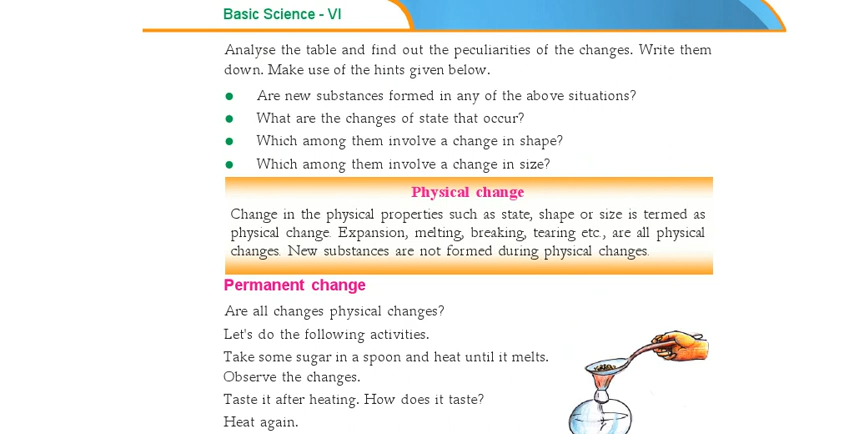 Basic Science - VI
Analyse the table and find out the peculiarities of the changes. Write them
down. Make use of the hints given below.
● Are new substances formed in any of the above situations?
● What are the changes of state that occur?
● Which among them involve a change in shape?
● Which among them involve a change in size?
Physical change
Change in the physical properties such as state, shape or size is termed as
physical change. Expansion, melting, breaking, tearing etc., are all physical
changes. New substances are not formed during physical changes.
Permanent change
Are all changes physical changes?
Let's do the following activities.
Take some sugar in a spoon and heat until it melts.
Observe the changes.
Taste it after heating. How does it taste?
Heat again.